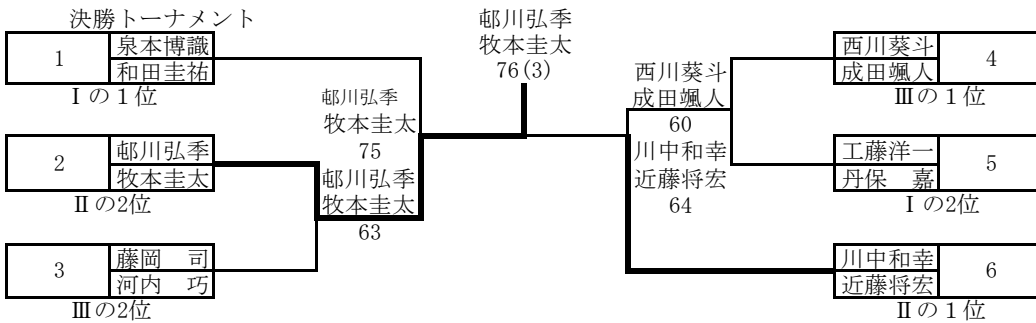 決勝トーナメント
1
泉本博識
和田圭祐
Ⅰの１位
2
邨川弘季
牧本圭太
Ⅱの2位
3
藤岡　司
河内　巧
Ⅲの2位
邨川弘季
牧本圭太
75
邨川弘季
牧本圭太
63
邨川弘季
牧本圭太
76(3)
西川葵斗
成田颯人
60
川中和幸
近藤将宏
64
西川葵斗
成田颯人
4
Ⅲの１位
工藤洋一
丹保　嘉
5
Ⅰの2位
川中和幸
近藤将宏
6
Ⅱの１位